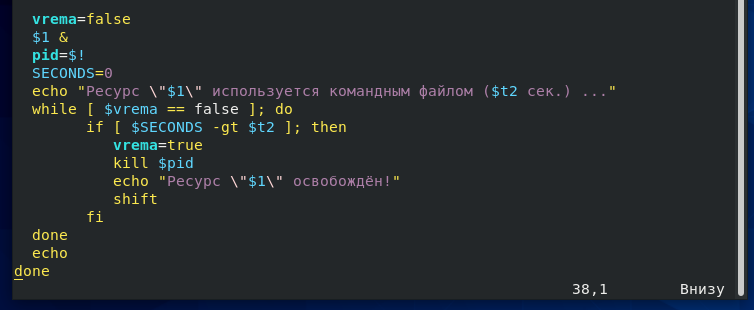 vrema=false
$1 &
pid=$!
SECONDS=0
echo "Ресурс \"$1\" используется командным файлом ($t2 сек.) ..."
while [ $vrema == false ]; do
if [ $SECONDS -gt $t2 ]; then
vrema=true
kill $pid
echo "Ресурс \"$1\" освобождён!"
shift
fi
done
echo
done
38,1 Внизу